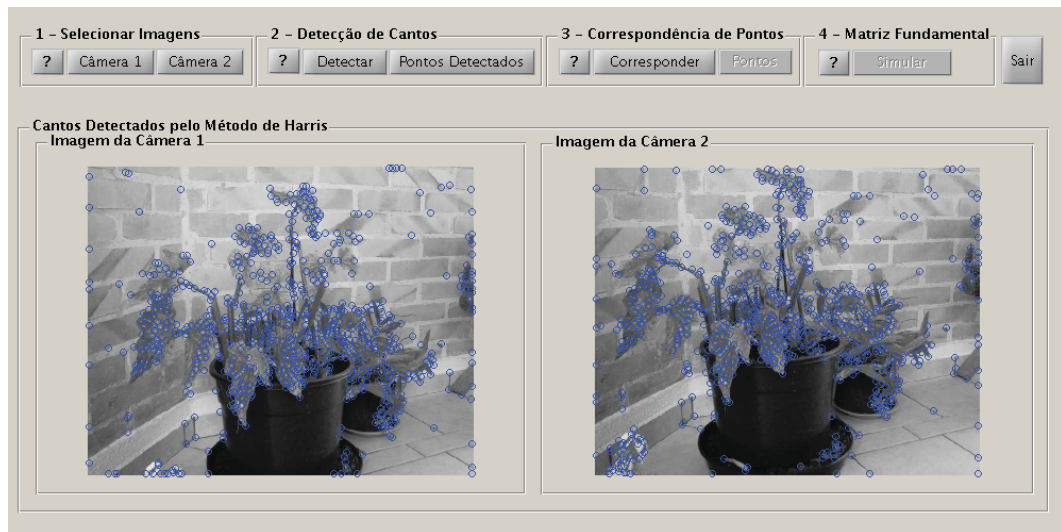 1 - Selecionar Imagens
? Câmera 1 Câmera 2
2 - Detecção de Cantos
? Detectar Pontos Detectados
3 - Correspondência de Pontos
? Corresponder Pontos
4 - Matriz Fundamental
? Simular
Sair
Cantos Detectados pelo Método de Harris
Imagem da Câmera 1
Imagem da Câmera 2